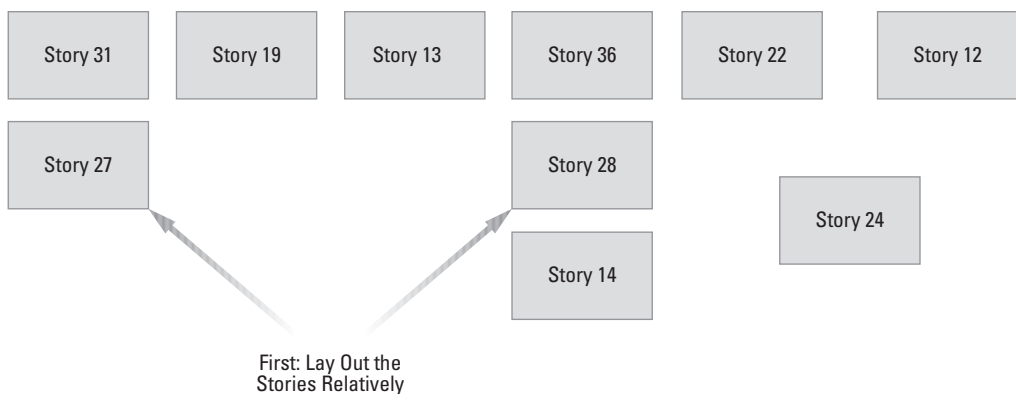 Story 31
Story 19
Story 13
Story 36
Story 22
Story 12
Story 27
Story 28
Story 24
Story 14
First: Lay Out the
Stories Relatively